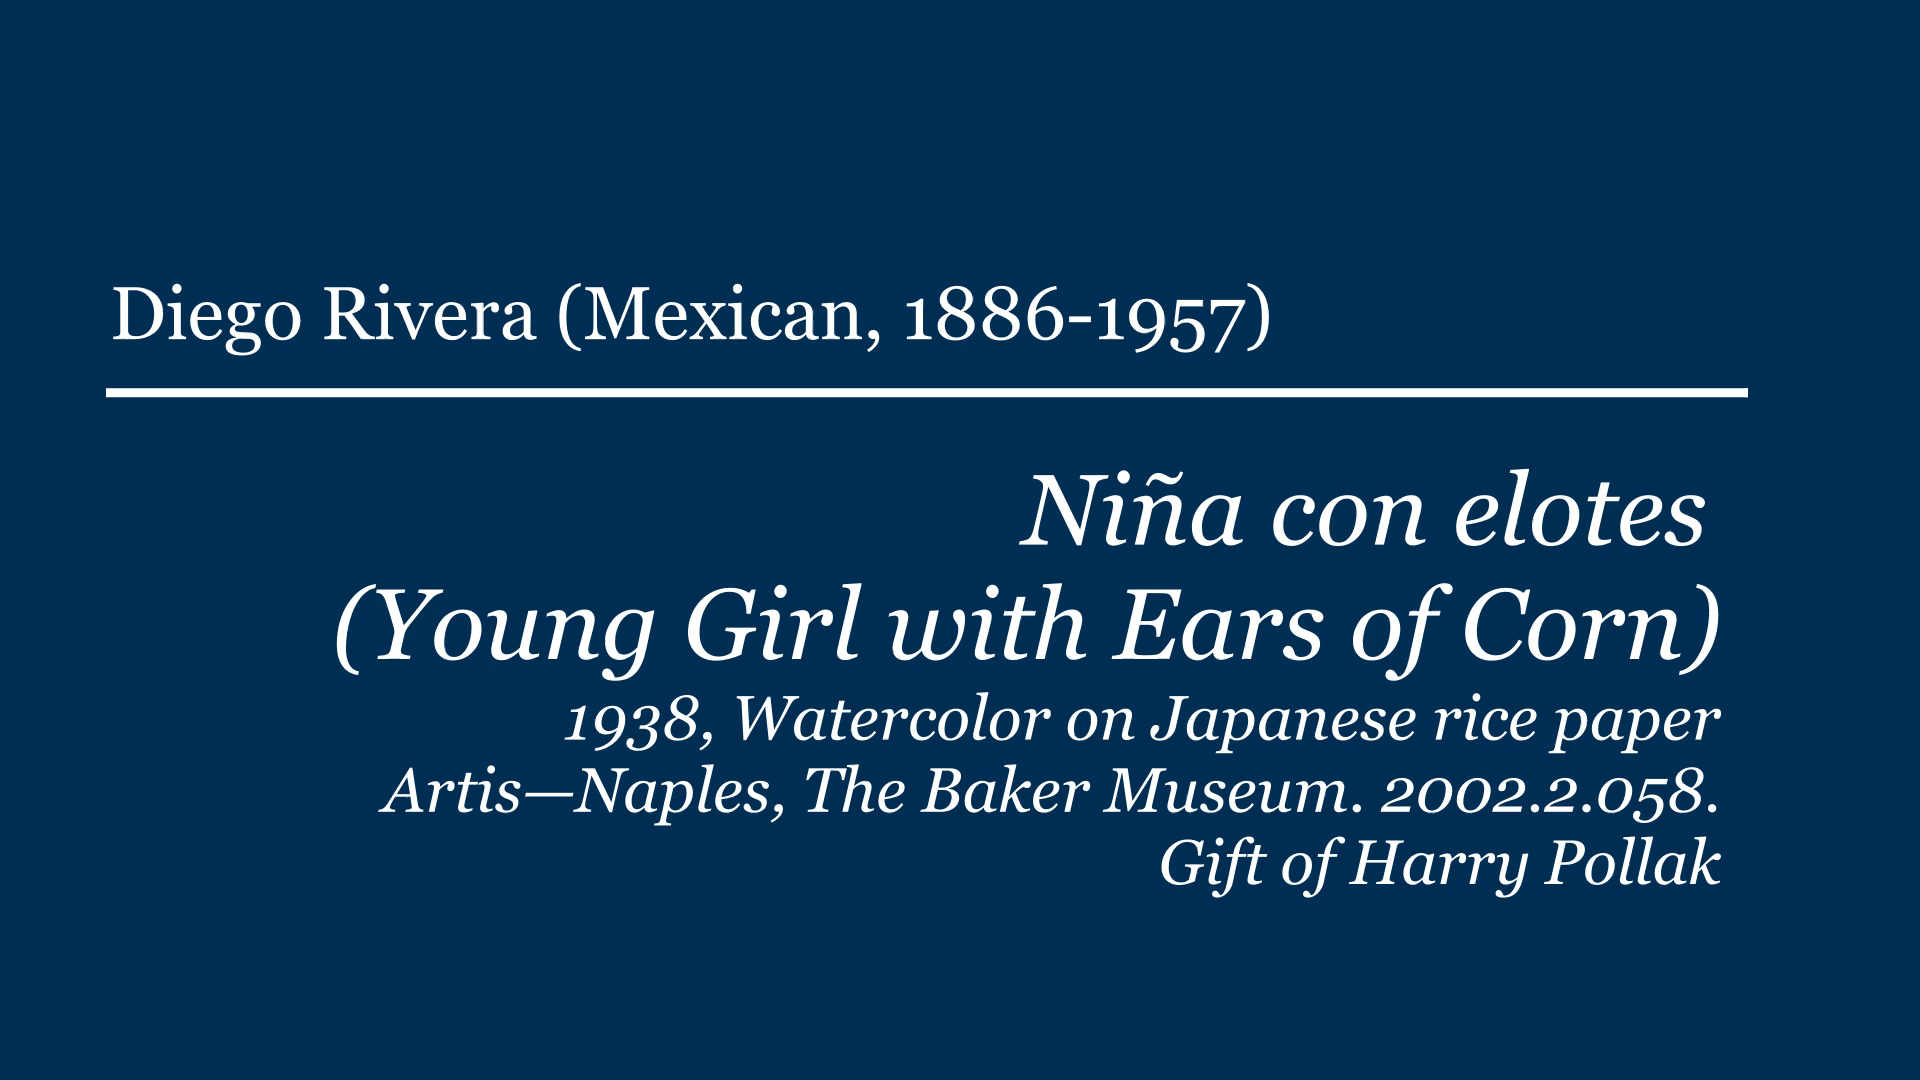 Diego Rivera (Mexican, 1886-1957)
Niña con elotes
(Young Girl with Ears of Corn)
1938, Watercolor on Japanese rice paper
Artis—Naples, The Baker Museum. 2002.2.058.
Gift of Harry Pollak